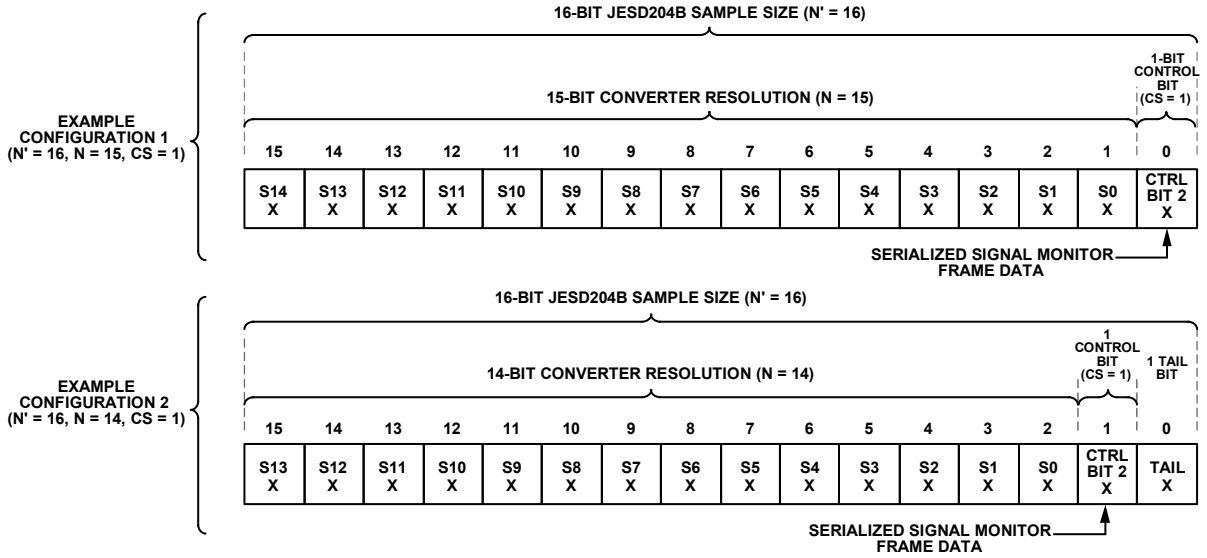 16-BIT JESD204B SAMPLE SIZE (N' = 16)
1-BIT
CONTROL
BIT
(CS = 1)
15-BIT CONVERTER RESOLUTION (N = 15)
EXAMPLE
CONFIGURATION 1
(N' = 16, N = 15, CS = 1)
15 14 13 12 11 10 9 8 7 6 5 4 3 2 1 0
S14 S13 S12 S11 S10 S9 S8 S7 S6 S5 S4 S3 S2 S1 S0 CTRL
BIT 2
X X X X X X X X X X X X X X X X
SERIALIZED SIGNAL MONITOR
FRAME DATA
16-BIT JESD204B SAMPLE SIZE (N' = 16)
1
CONTROL
BIT
(CS = 1)
1 TAIL
BIT
14-BIT CONVERTER RESOLUTION (N = 14)
EXAMPLE
CONFIGURATION 2
(N' = 16, N = 14, CS = 1)
15 14 13 12 11 10 9 8 7 6 5 4 3 2 1 0
S13 S12 S11 S10 S9 S8 S7 S6 S5 S4 S3 S2 S1 S0 CTRL
BIT 2 TAIL
X X X X X X X X X X X X X X X X
SERIALIZED SIGNAL MONITOR
FRAME DATA